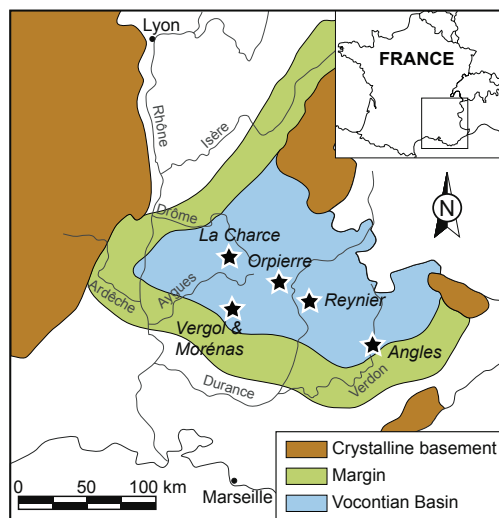 Lyon
FRANCE
Rhône
Isère
N
Drôme
La Charce
Orpierre
Ardèche
Aygues
Reynier
Vergol &
Morénas
Angles
Durance
Verdon
Crystalline basement
Margin
Vocontian Basin
0 50 100 km
Marseille